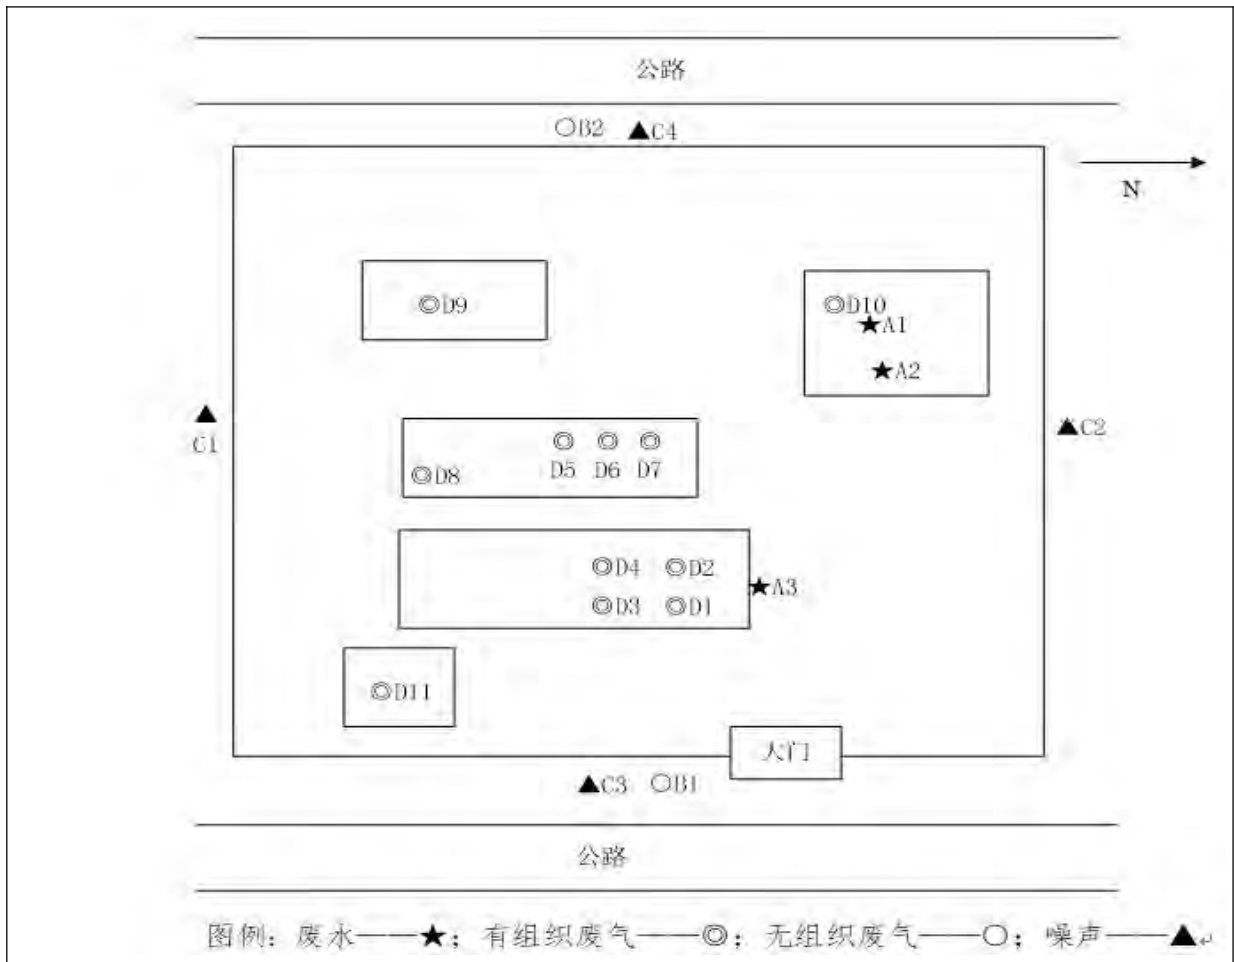 公路
○B2 ▲C4
N
◎D9
◎D10
★A1
★A2
▲
C1
▲C2
◎ ◎ ◎
D5 D6 D7
◎D8
◎D4 ◎D2
★A3
◎D3 ◎D1
◎D11
大门
▲C3 ○B1
公路
图例：废水——★；有组织废气——◎；无组织废气——○；噪声——▲